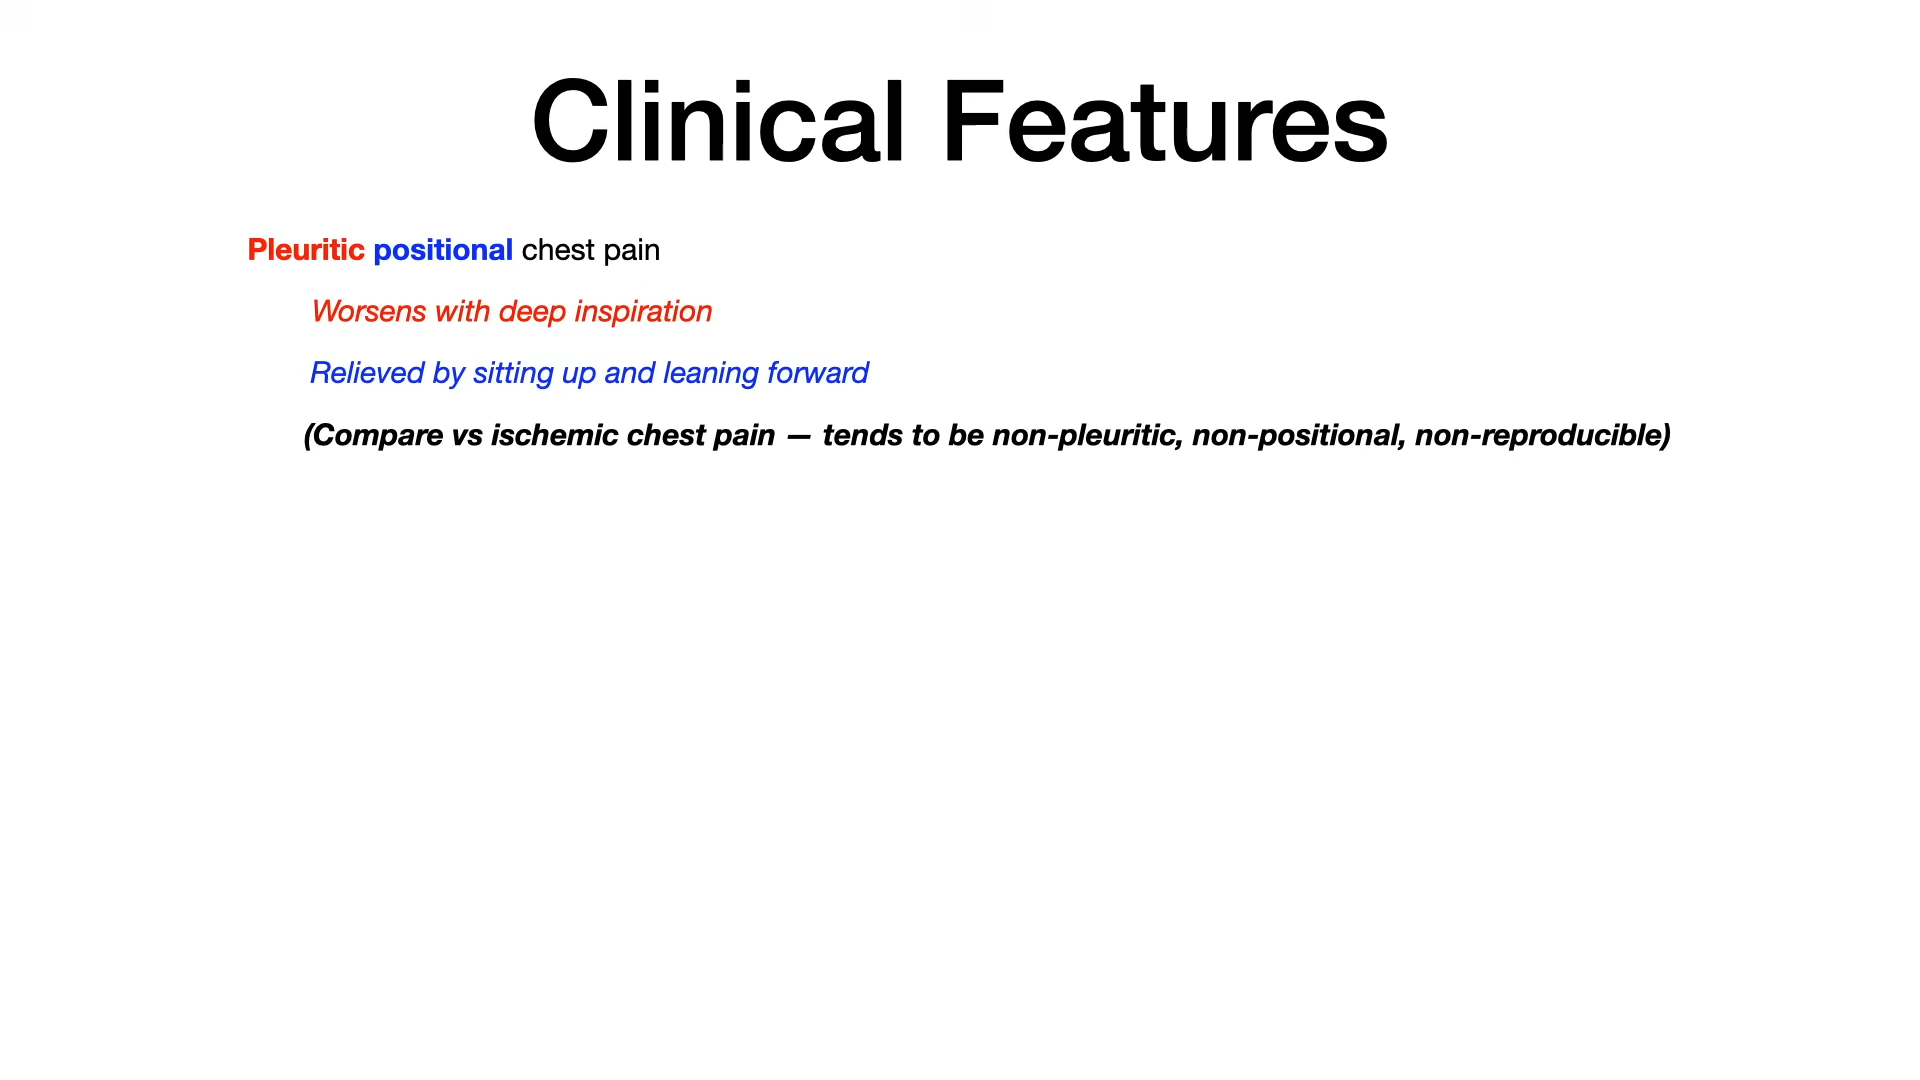 Clinical Features
Pleuritic positional chest pain
Worsens with deep inspiration
Relieved by sitting up and leaning forward
(Compare vs ischemic chest pain — tends to be non-pleuritic, non-positional, non-reproducible)